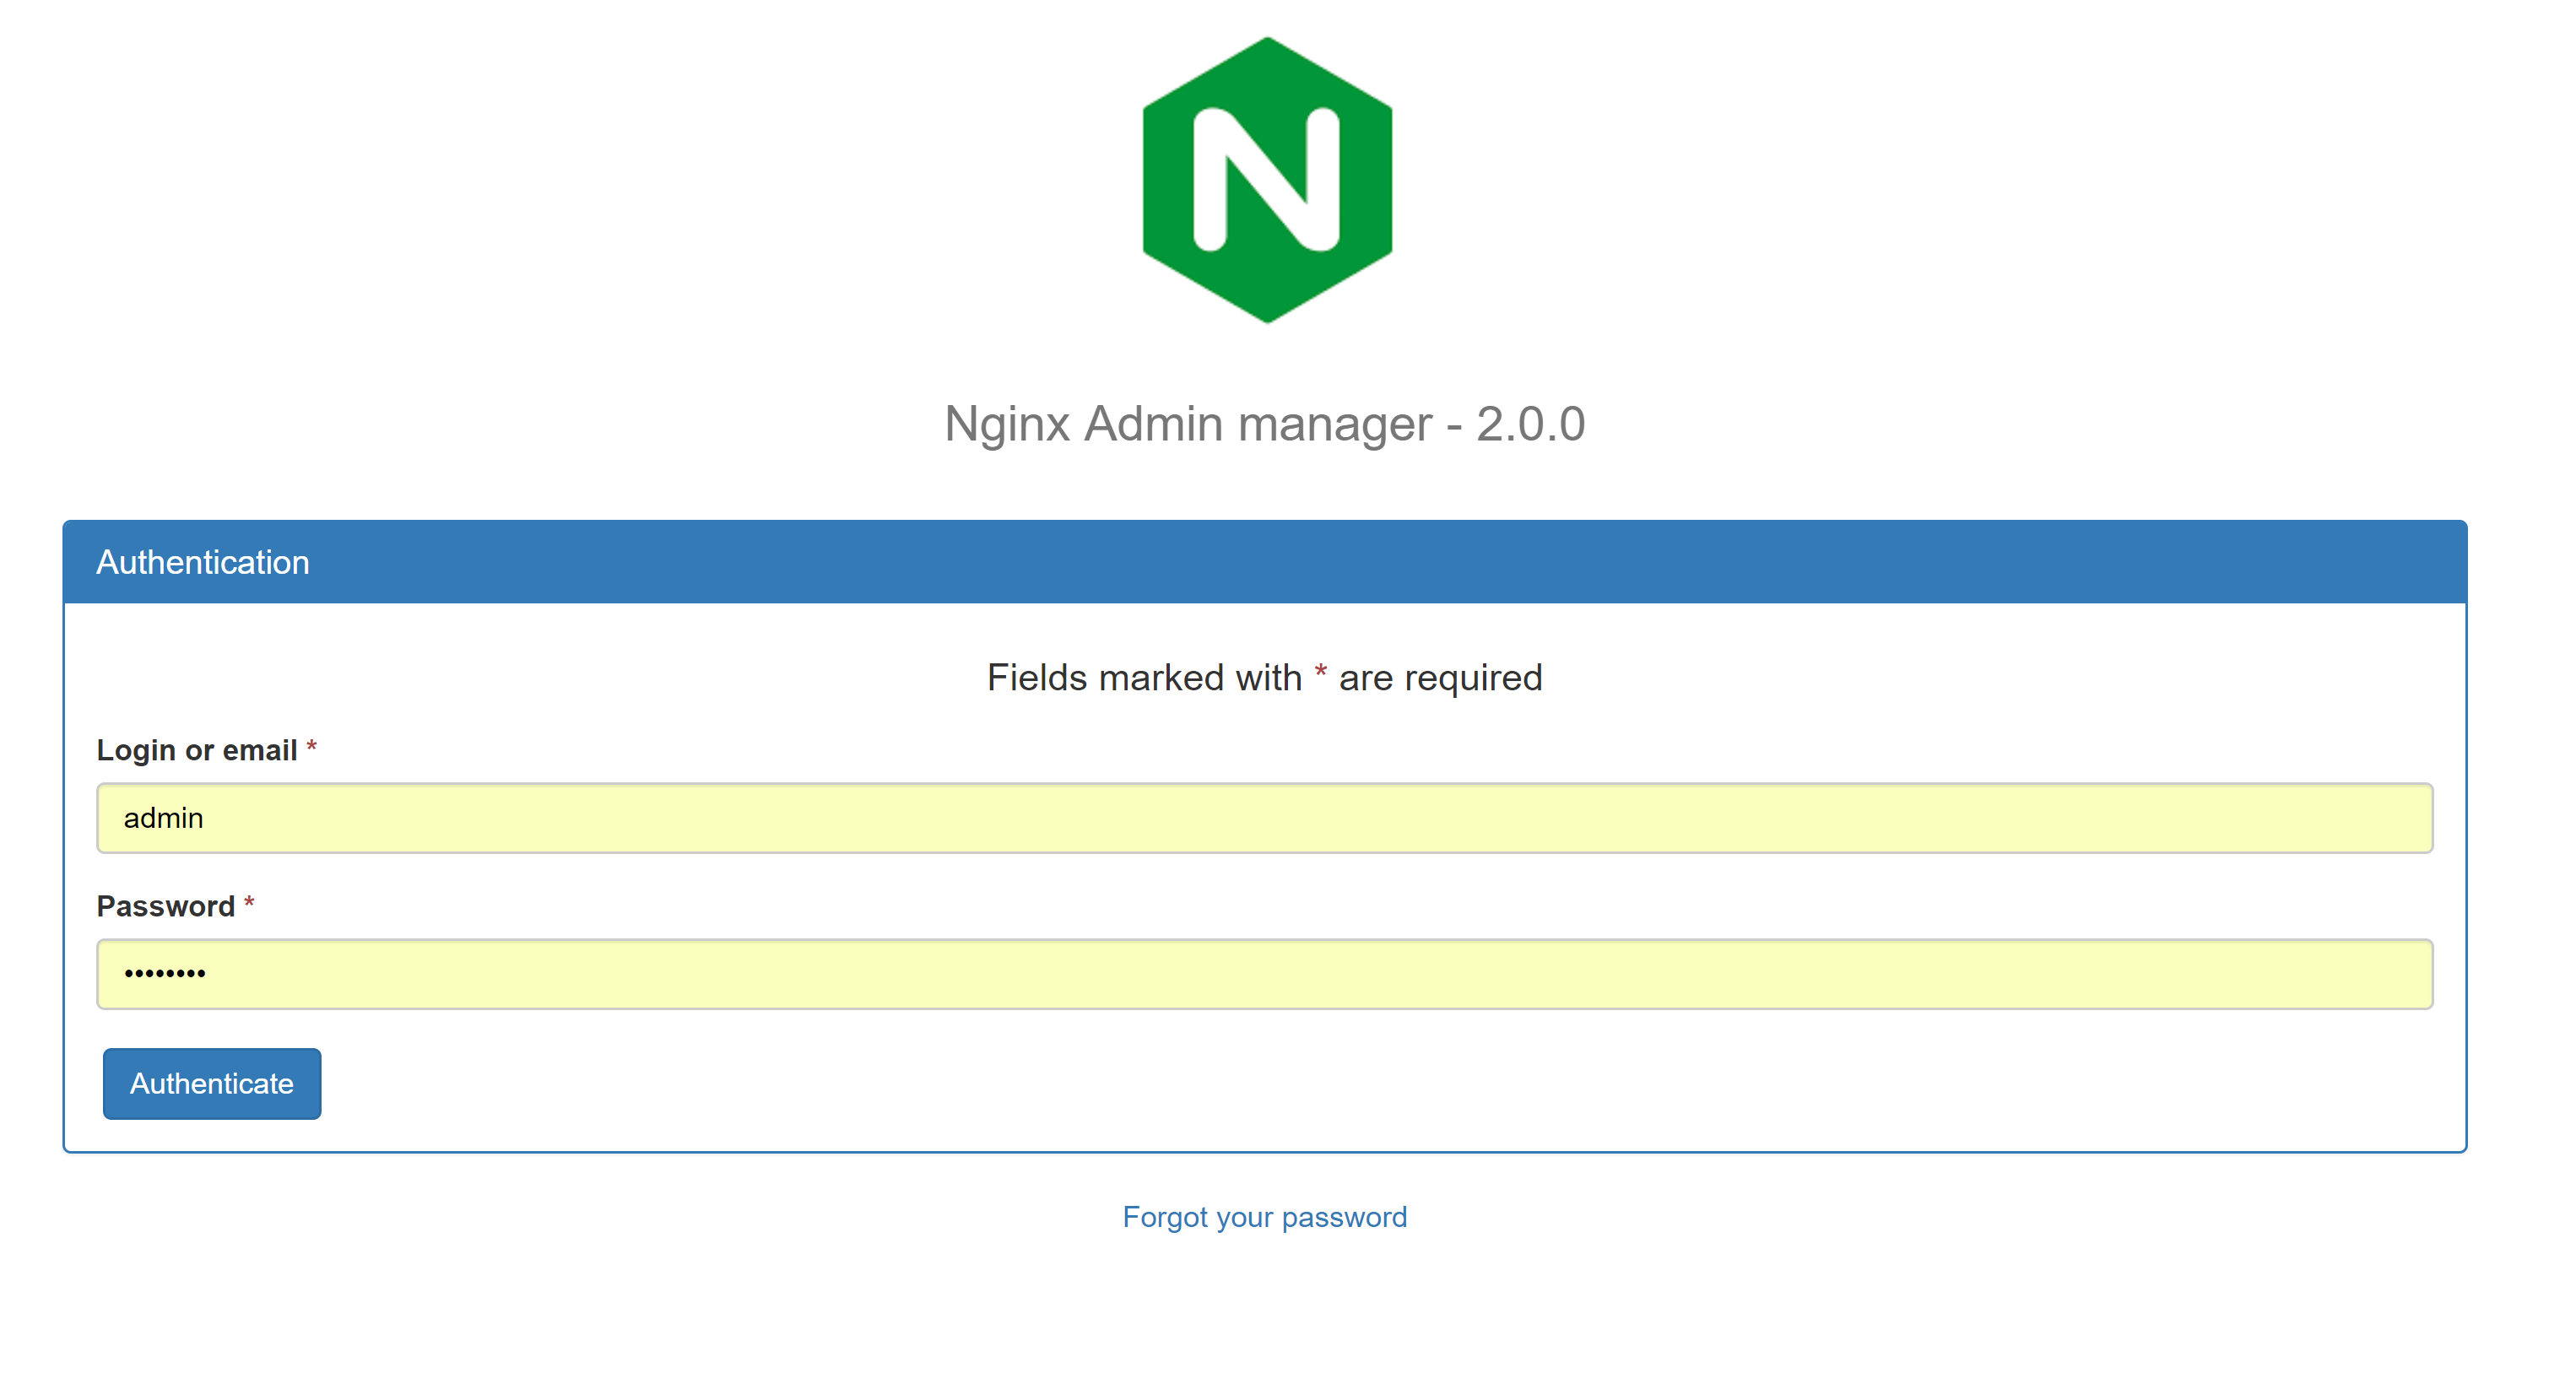 N
Nginx Admin manager - 2.0.0
Authentication
Fields marked with * are required
Login or email *
admin
Password *
••••••••
Authenticate
Forgot your password